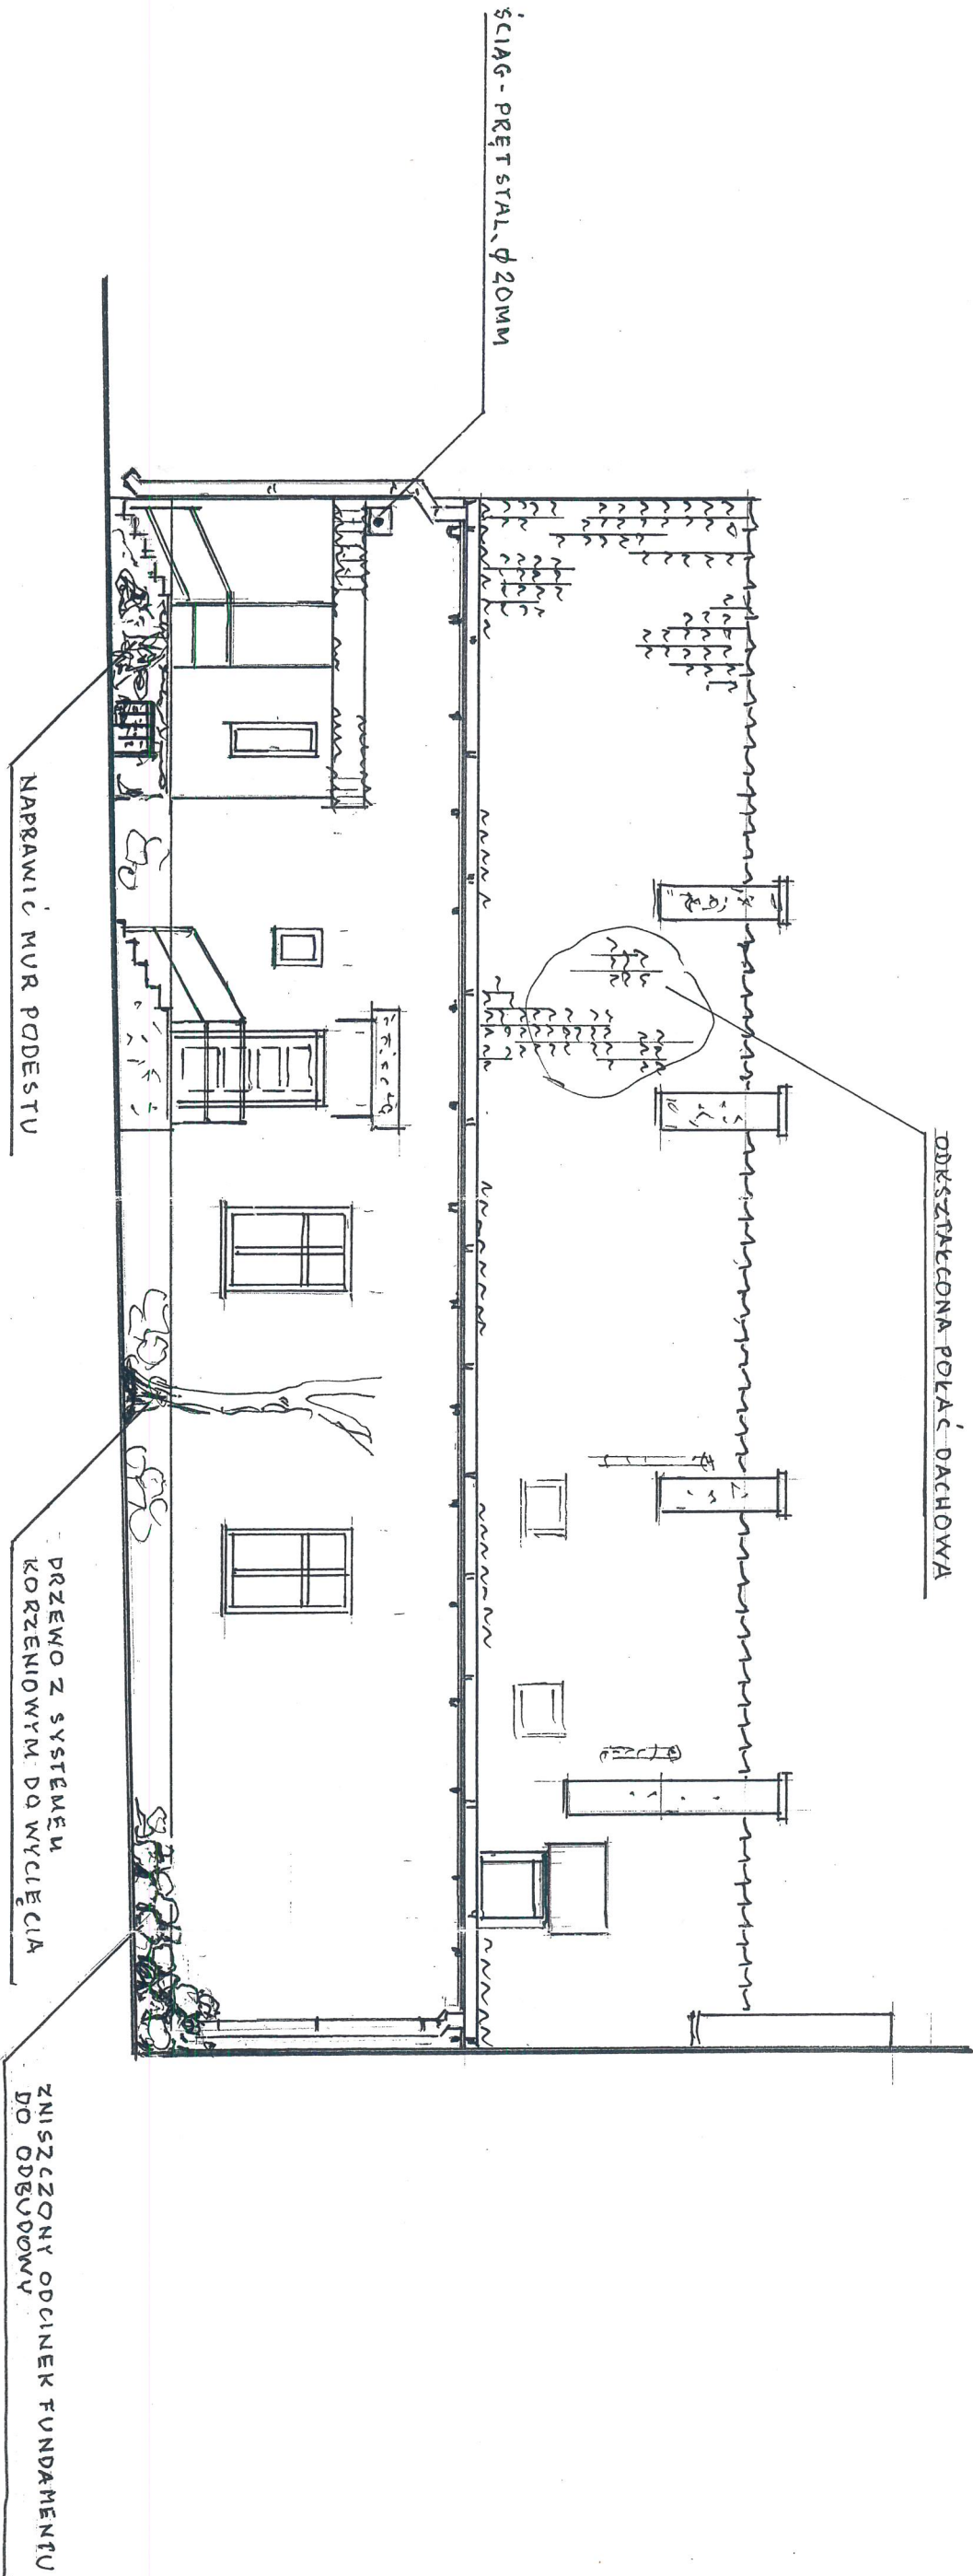 ODKSZTAŁCONA POŁAĆ DACHOWA
ŚCIĄG - PRĘT STAL. ϕ 20MM
NAPRAWIĆ MUR PODESTU
DRZEWO Z SYSTEMEM
KORZENIOWYM DO WYCIĘCIA
ZNISZCZONY ODCINEK FUNDAMENTU
DO ODBUDOWY